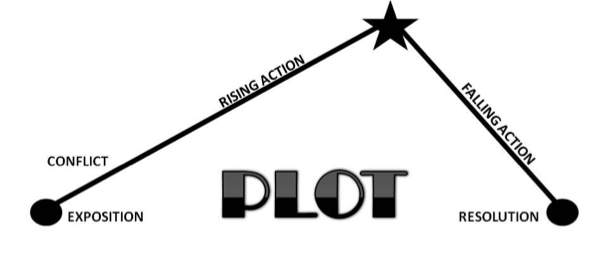 RISING ACTION
FALLING ACTION
CONFLICT
PLOT
EXPOSITION
RESOLUTION